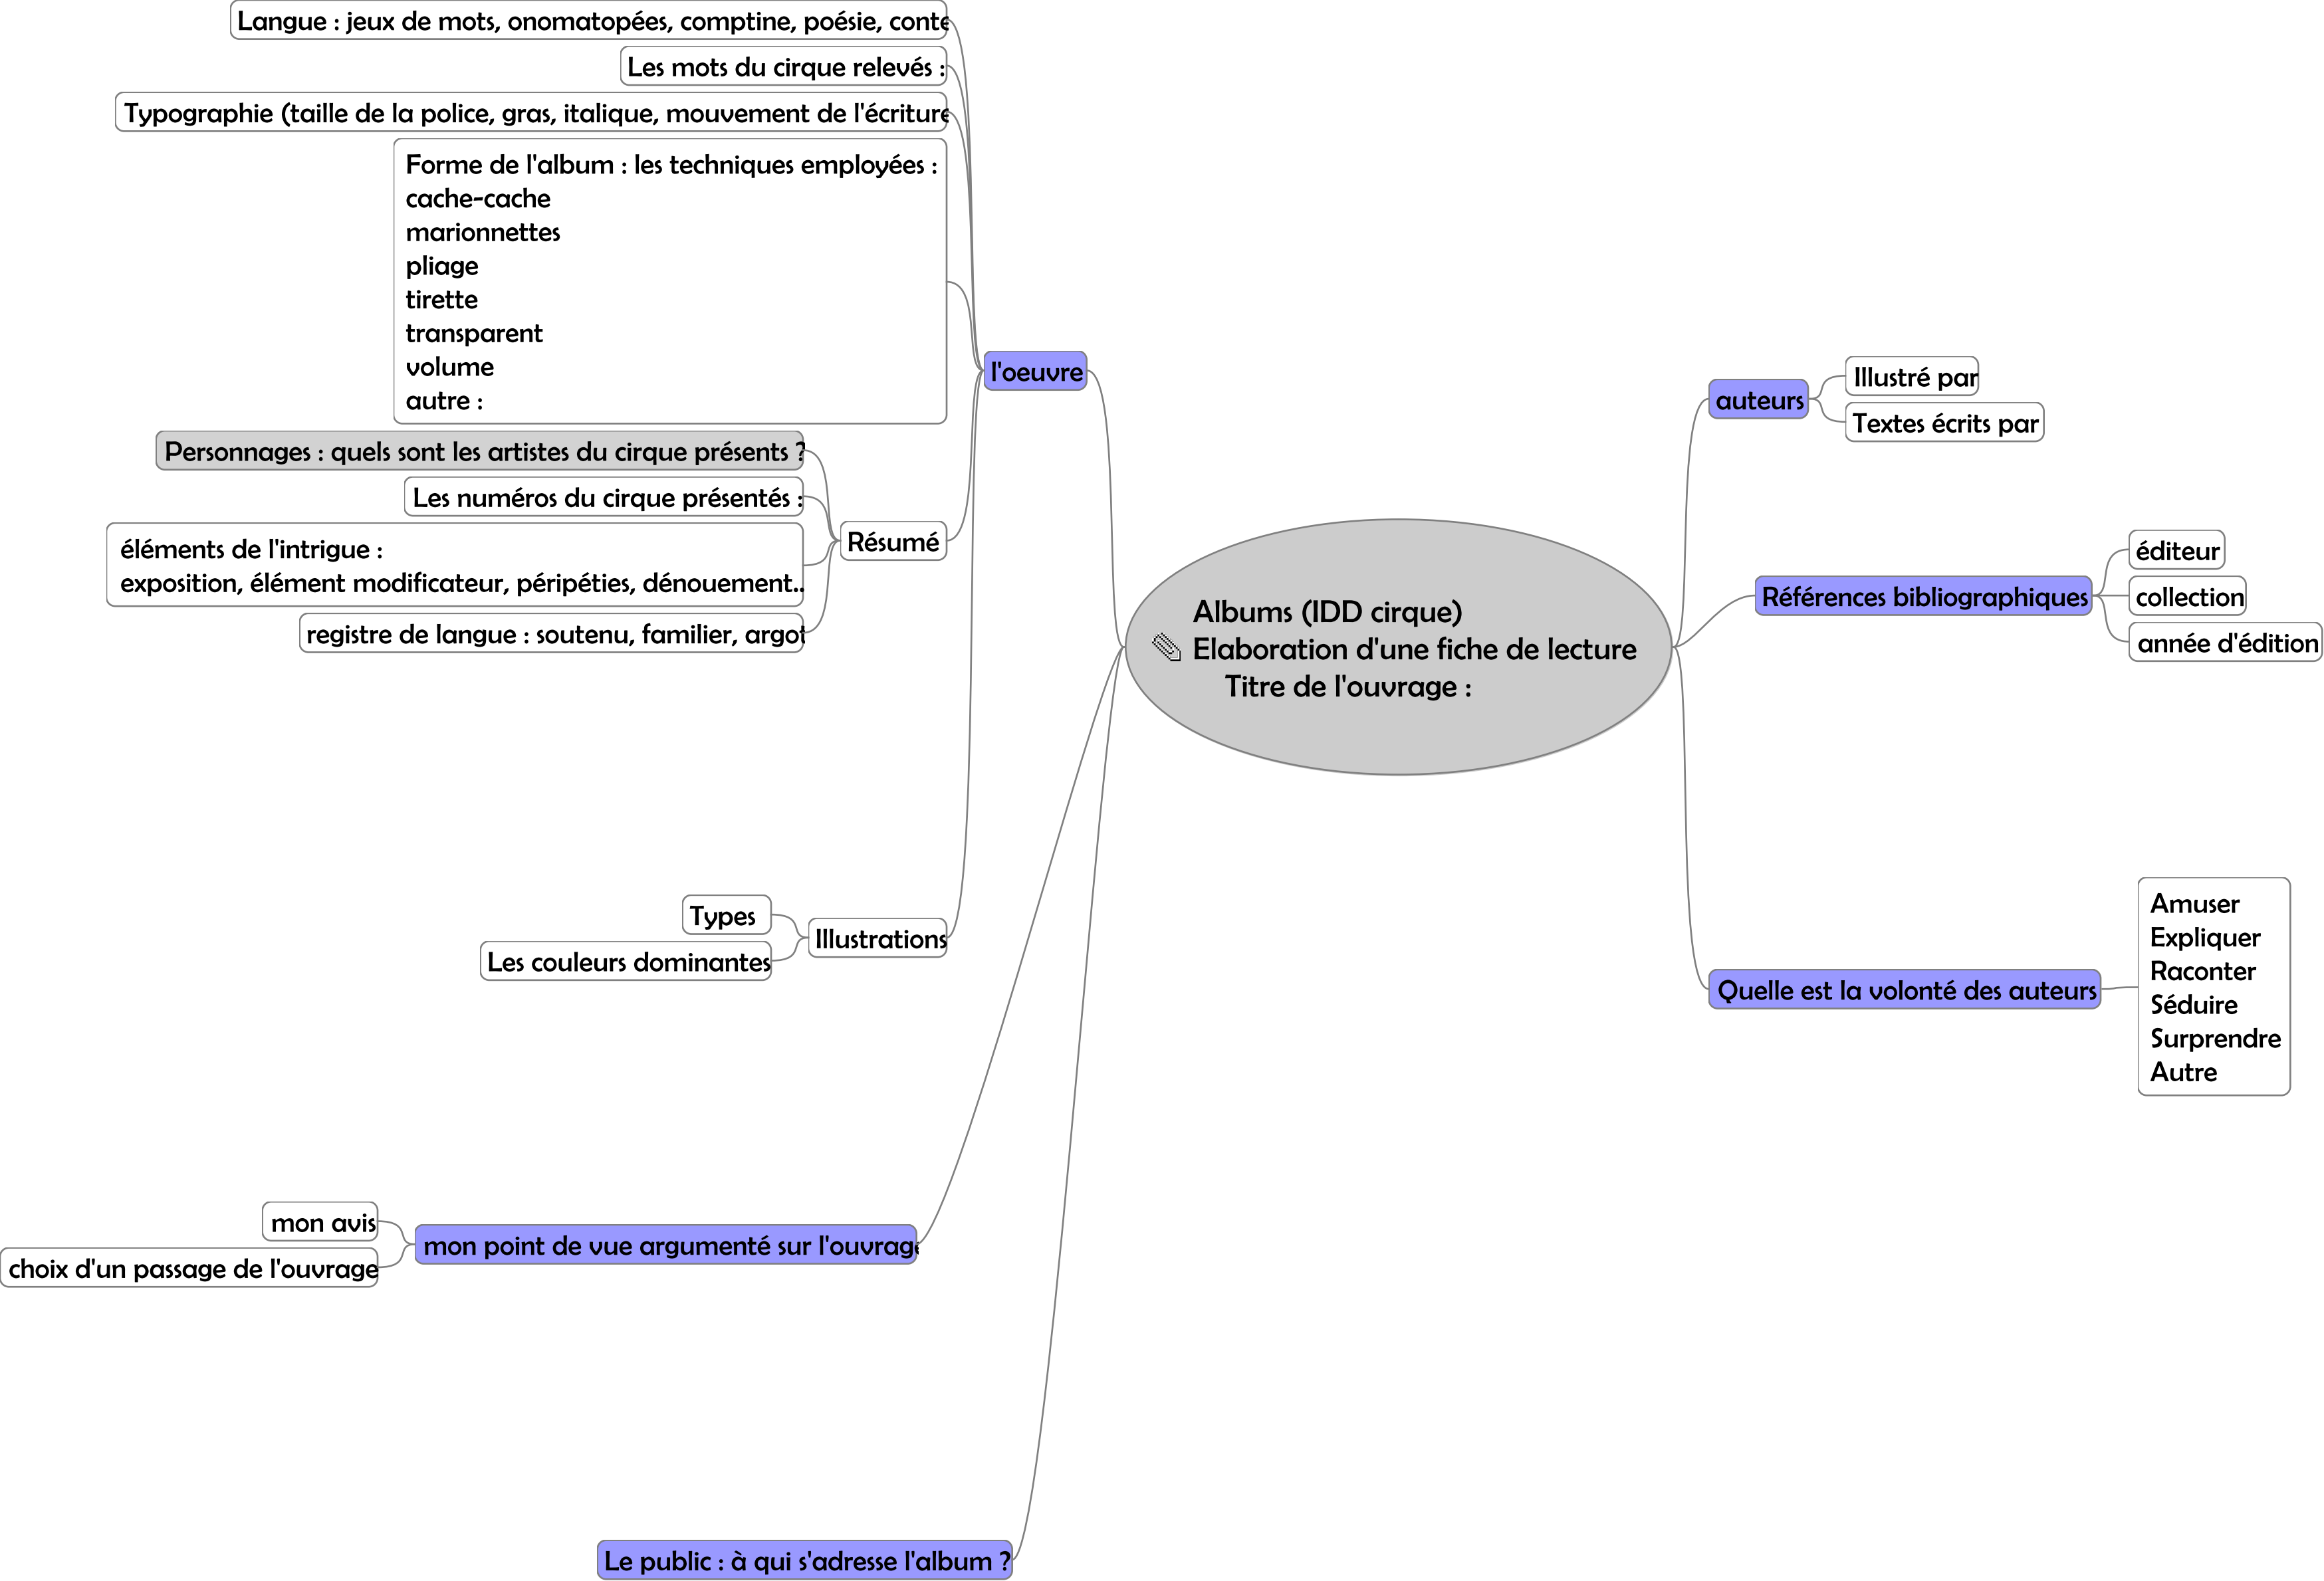 Langue : jeux de mots, onomatopées, comptine, poésie, conte
Les mots du cirque relevés :
Typographie (taille de la police, gras, italique, mouvement de l'écriture
Forme de l'album : les techniques employées :
cache-cache
marionnettes
pliage
tirette
transparent
volume
autre :
l'oeuvre
Personnages : quels sont les artistes du cirque présents ?
Les numéros du cirque présentés :
éléments de l'intrigue :
exposition, élément modificateur, péripéties, dénouement..
registre de langue : soutenu, familier, argot
Résumé
Types
Les couleurs dominantes
Illustrations
mon avis
choix d'un passage de l'ouvrage
mon point de vue argumenté sur l'ouvrage
Le public : à qui s'adresse l'album ?
Albums (IDD cirque)
Elaboration d'une fiche de lecture
Titre de l'ouvrage :
auteurs
Illustré par
Textes écrits par
Références bibliographiques
éditeur
collection
année d'édition
Quelle est la volonté des auteurs
Amuser
Expliquer
Raconter
Séduire
Surprendre
Autre